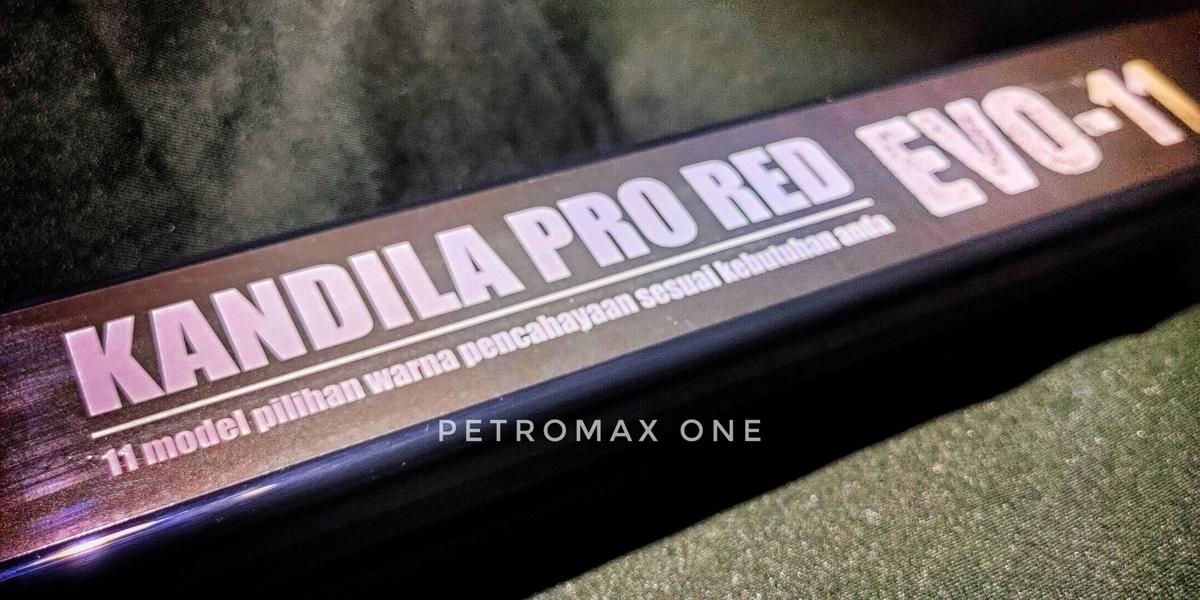 KANDILA PRO RED
EVO-11
11 model pilihan warna pencahayaan sesuai kebutuhan anda
PETROMAX ONE